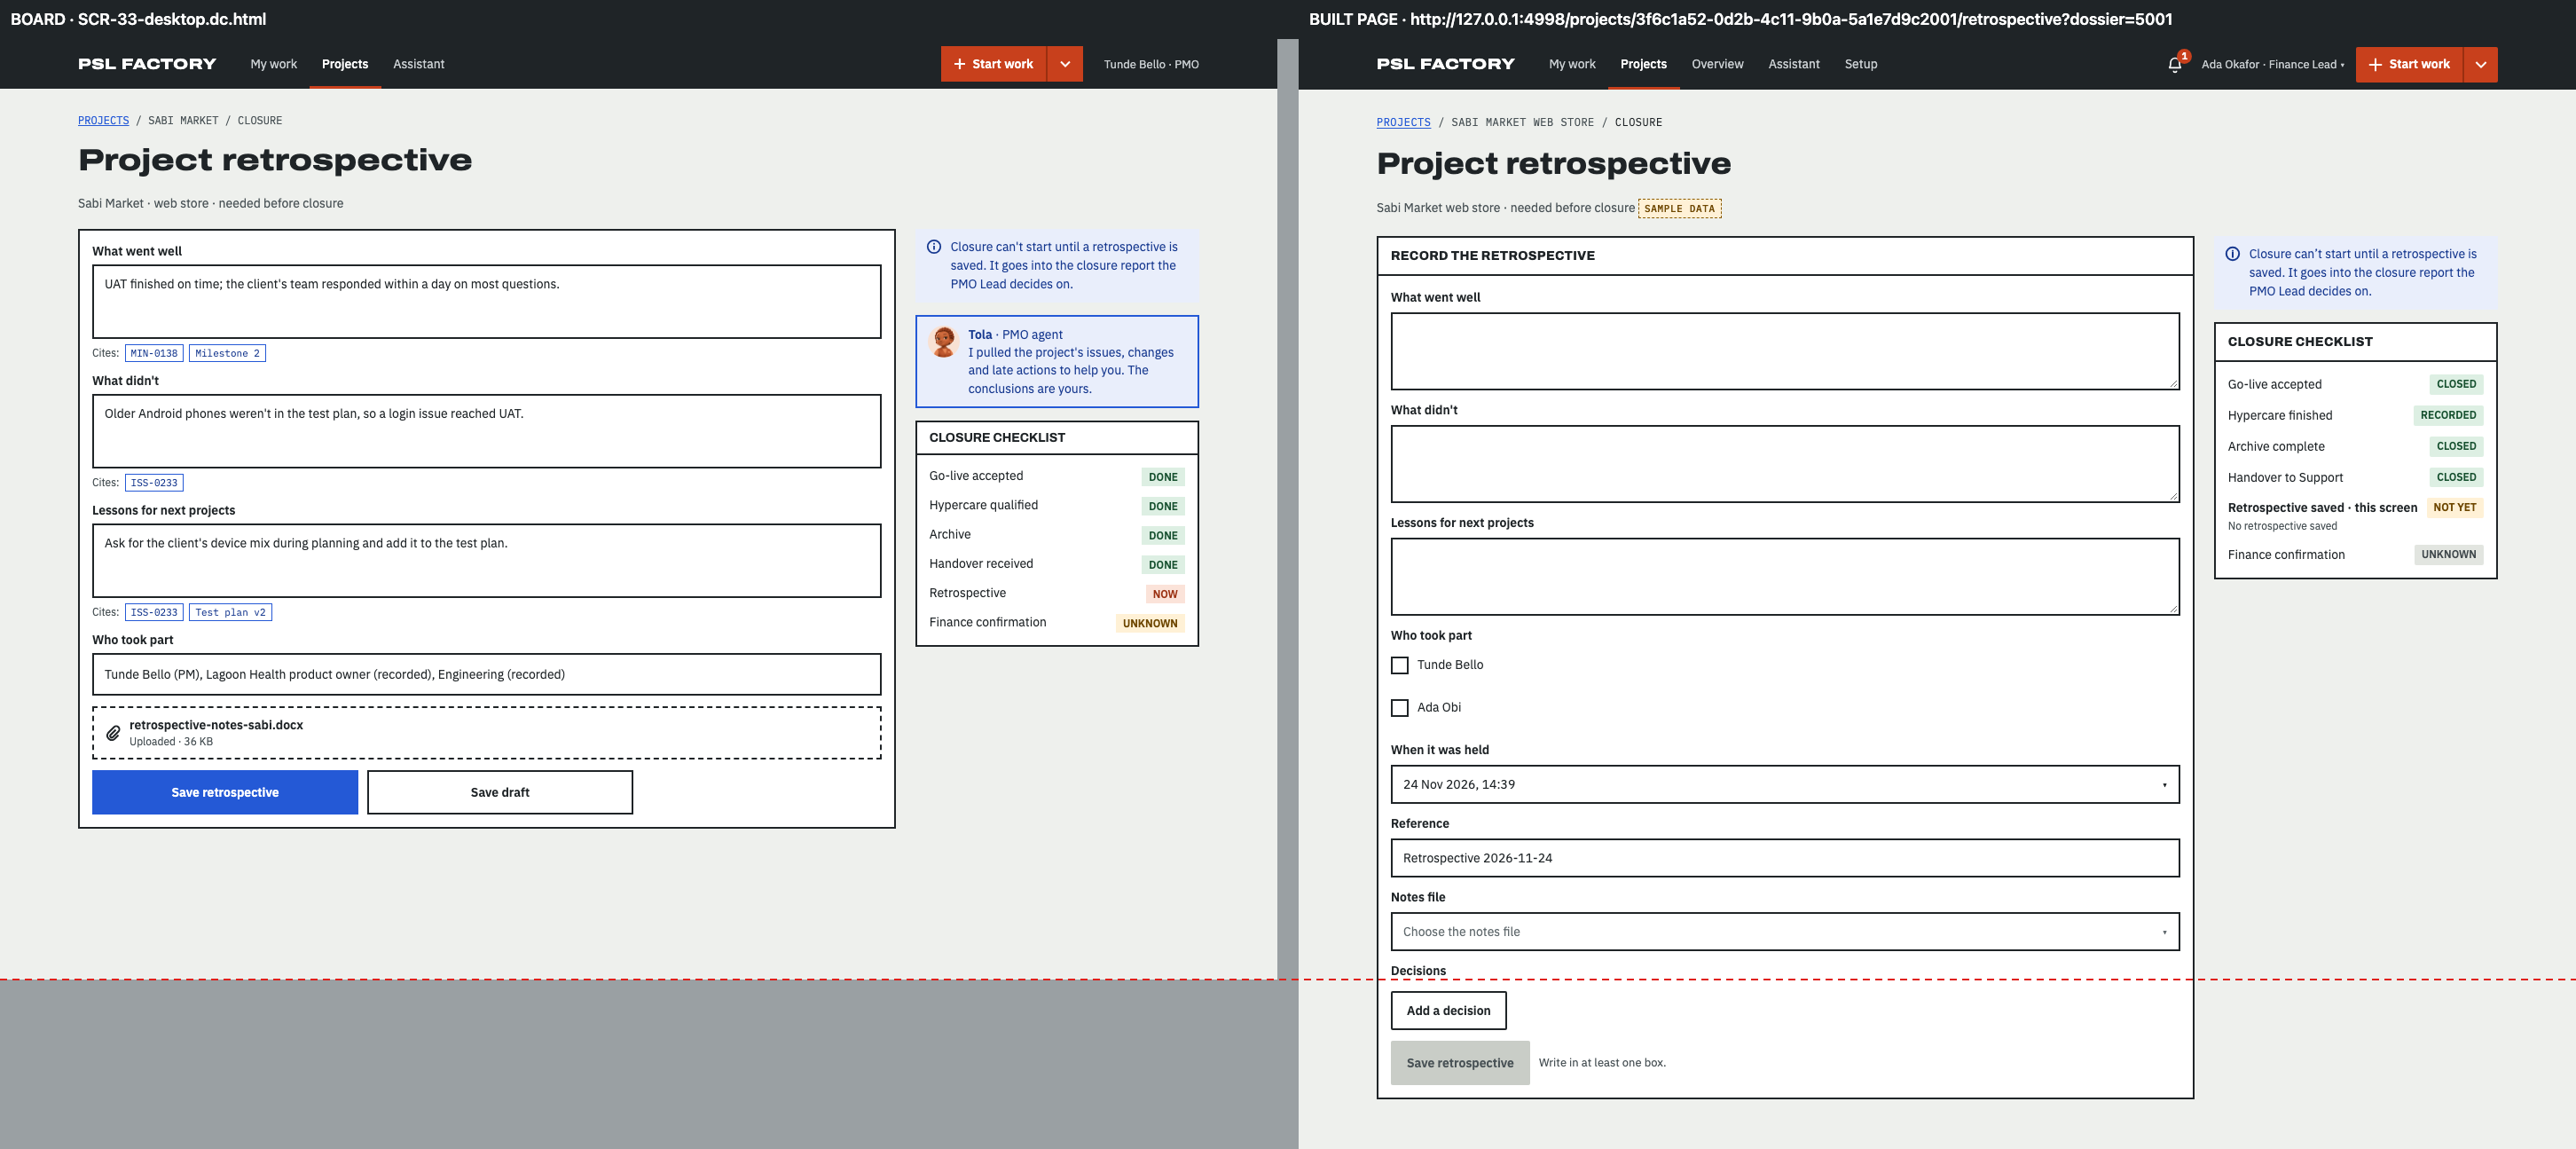 BOARD · SCR-33-desktop.dc.html
PSL FACTORY
My work
Projects
Assistant
+ Start work
Tunde Bello · PMO
PROJECTS / SABI MARKET / CLOSURE
Project retrospective
Sabi Market · web store · needed before closure
What went well
UAT finished on time; the client's team responded within a day on most questions.
Cites: MIN-0138 Milestone 2
What didn't
Older Android phones weren't in the test plan, so a login issue reached UAT.
Cites: ISS-0233
Lessons for next projects
Ask for the client's device mix during planning and add it to the test plan.
Cites: ISS-0233 Test plan v2
Who took part
Tunde Bello (PM), Lagoon Health product owner (recorded), Engineering (recorded)
retrospective-notes-sabi.docx
Uploaded · 36 KB
Save retrospective
Save draft
Closure can't start until a retrospective is
saved. It goes into the closure report the
PMO Lead decides on.
Tola · PMO agent
I pulled the project's issues, changes
and late actions to help you. The
conclusions are yours.
CLOSURE CHECKLIST
Go-live accepted DONE
Hypercare qualified DONE
Archive DONE
Handover received DONE
Retrospective NOW
Finance confirmation UNKNOWN
BUILT PAGE · http://127.0.0.1:4998/projects/3f6c1a52-0d2b-4c11-9b0a-5a1e7d9c2001/retrospective?dossier=5001
PSL FACTORY
My work
Projects
Overview
Assistant
Setup
1
Ada Okafor · Finance Lead
+ Start work
PROJECTS / SABI MARKET WEB STORE / CLOSURE
Project retrospective
Sabi Market web store · needed before closure SAMPLE DATA
RECORD THE RETROSPECTIVE
What went well
What didn't
Lessons for next projects
Who took part
Tunde Bello
Ada Obi
When it was held
24 Nov 2026, 14:39
Reference
Retrospective 2026-11-24
Notes file
Choose the notes file
Decisions
Add a decision
Save retrospective Write in at least one box.
Closure can’t start until a retrospective is
saved. It goes into the closure report the
PMO Lead decides on.
CLOSURE CHECKLIST
Go-live accepted CLOSED
Hypercare finished RECORDED
Archive complete CLOSED
Handover to Support CLOSED
Retrospective saved · this screen NOT YET
No retrospective saved
Finance confirmation UNKNOWN